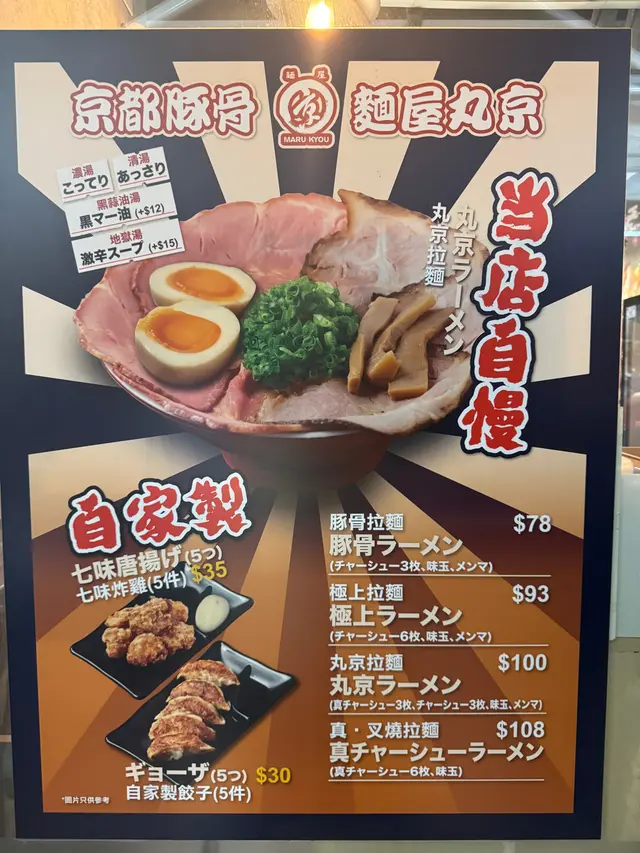 京都豚骨
麺屋
京
MARU KYOU
麵屋丸京
濃湯
こってり
清湯
あっさり
黑蒜油湯
黒マー油 (+$12)
地獄湯
激辛スープ (+$15)
当店自慢
丸京ラーメン
丸京拉麵
自家製
七味唐揚げ(5つ)
七味炸雞(5件) $35
ギョーザ(5つ) $30
自家製餃子(5件)
*圖片只供參考
豚骨拉麵 $78
豚骨ラーメン
(チャーシュー3枚、味玉、メンマ)
極上拉麵 $93
極上ラーメン
(チャーシュー6枚、味玉、メンマ)
丸京拉麵 $100
丸京ラーメン
(真チャーシュー3枚、チャーシュー3枚、味玉、メンマ)
真・叉燒拉麵 $108
真チャーシューラーメン
(真チャーシュー6枚、味玉)